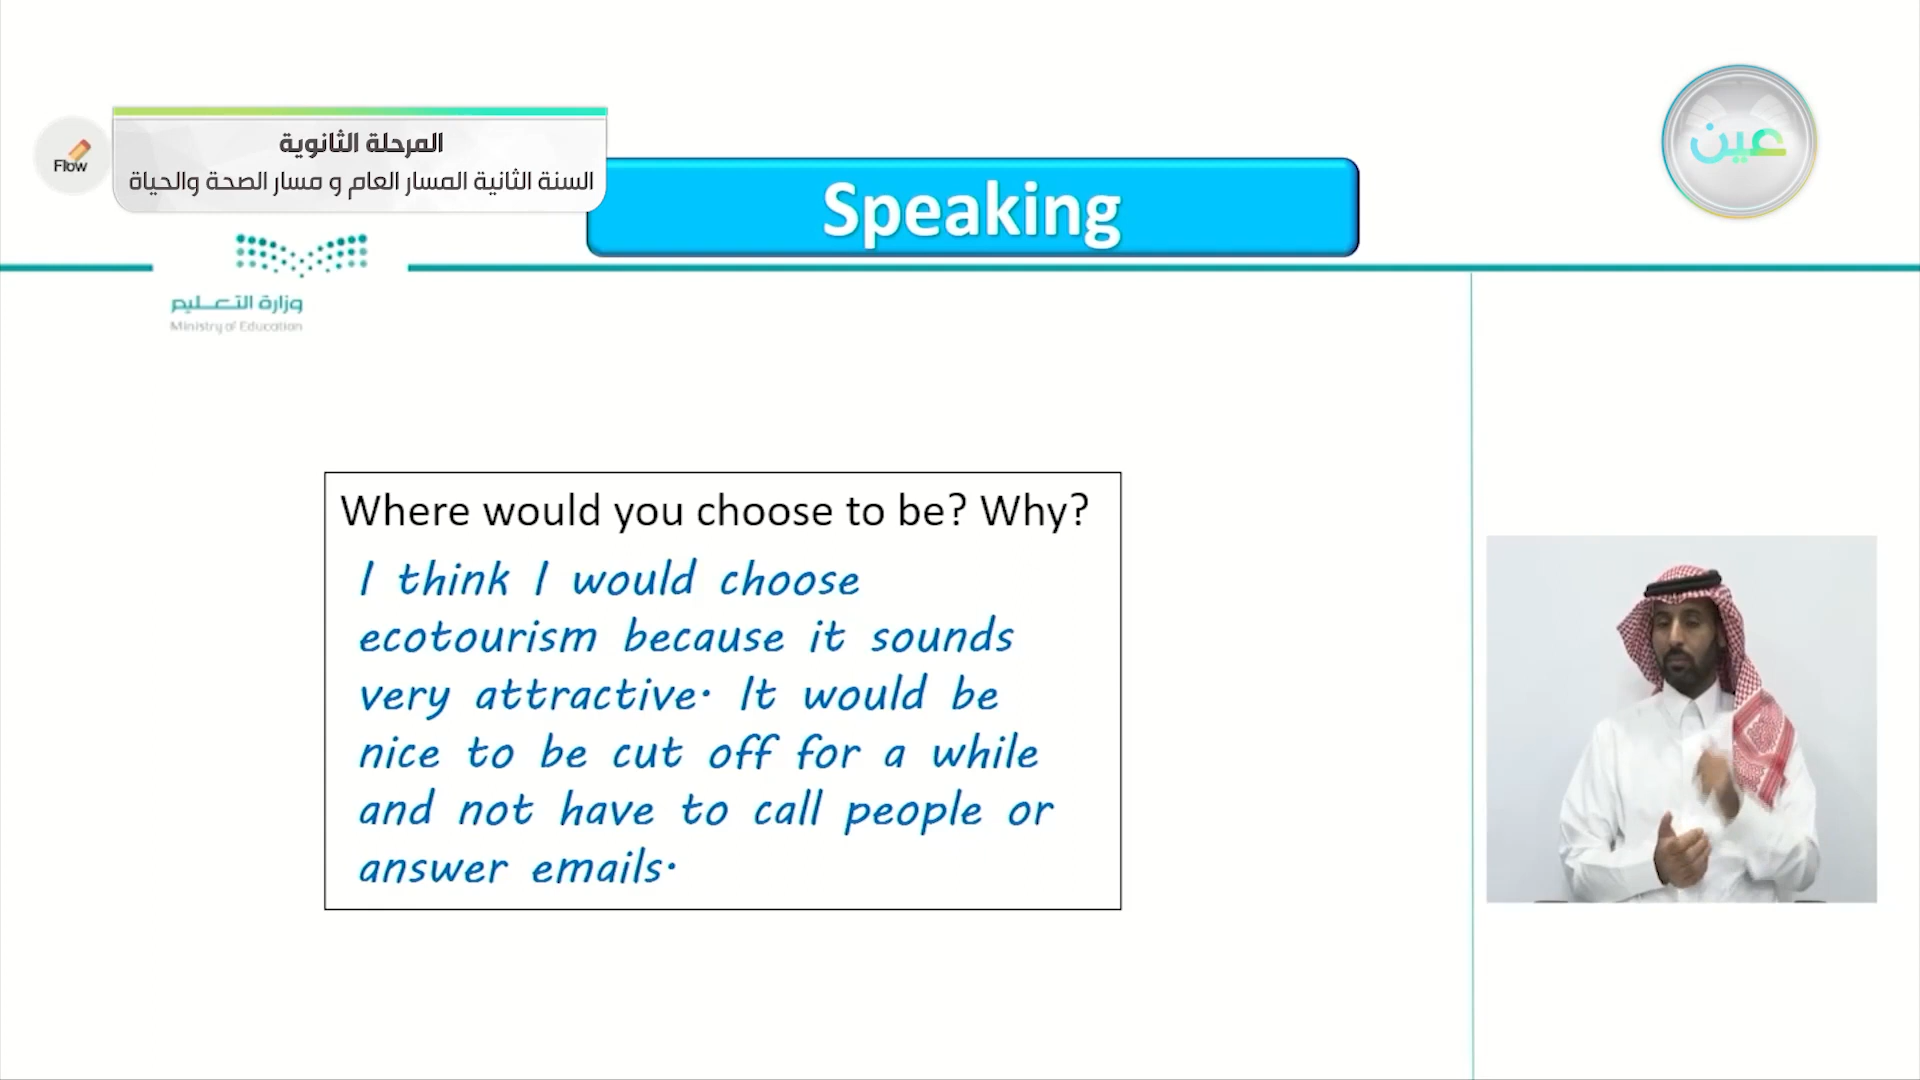 المرحلة الثانوية
السنة الثانية المسار العام و مسار الصحة والحياة
Flow
Speaking
عين
وزارة التعـــليم
Ministry of Education
Where would you choose to be? Why?
I think I would choose
ecotourism because it sounds
very attractive. It would be
nice to be cut off for a while
and not have to call people or
answer emails.